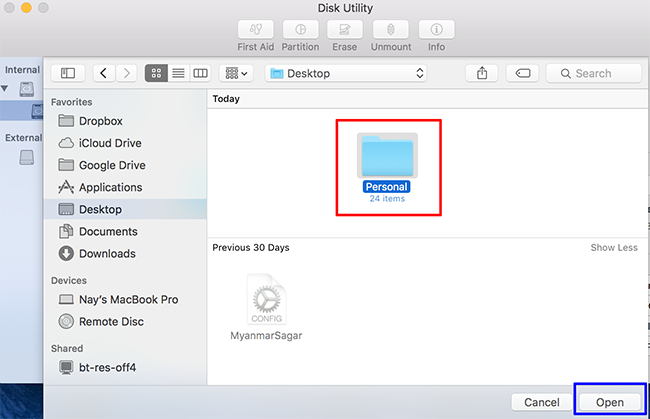 Disk Utility
First Aid Partition Erase Unmount Info
Internal
External
Desktop
Search
Favorites
Dropbox
iCloud Drive
Google Drive
Applications
Desktop
Documents
Downloads
Devices
Nay's MacBook Pro
Remote Disc
Shared
bt-res-off4
Today
Personal
24 items
Previous 30 Days Show Less
CONFIG
MyanmarSagar
Cancel Open